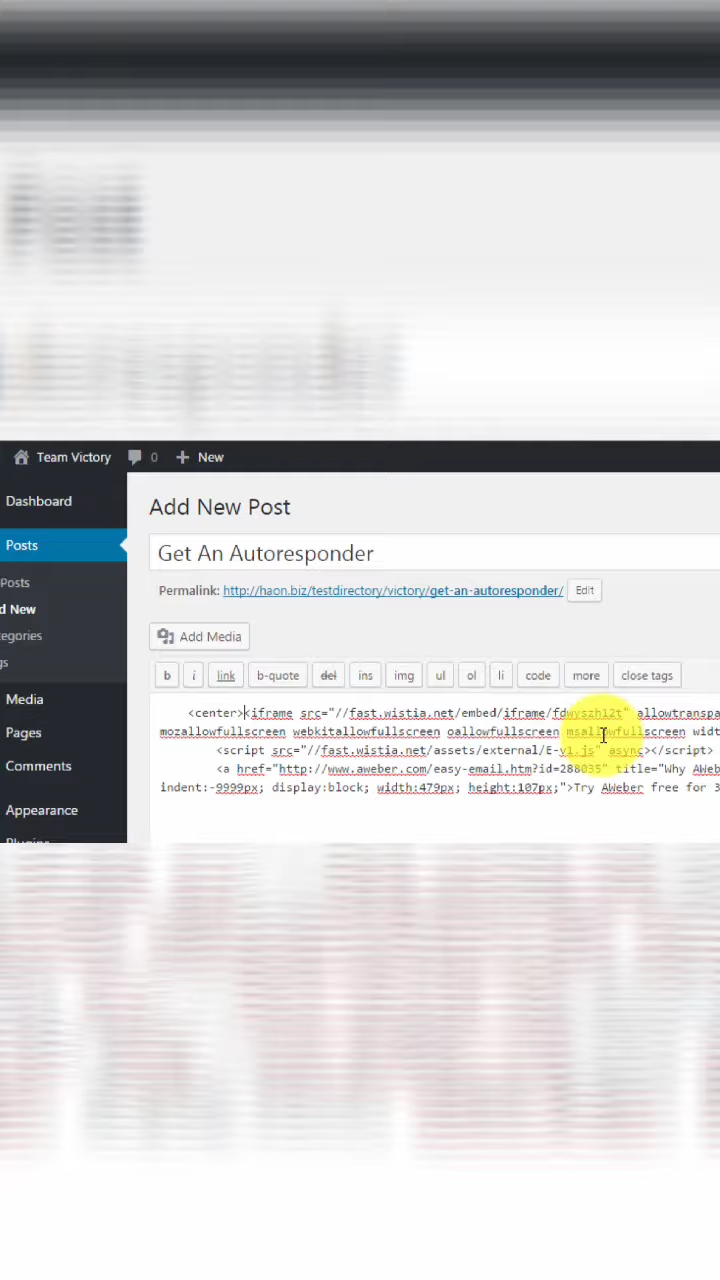 Team Victory 0 New
Dashboard
Posts
Posts
d New
egories
gs
Media
Pages
Comments
Appearance
Add New Post
Get An Autoresponder
Permalink: http://haon.biz/testdirectory/victory/get-an-autoresponder/ Edit
Add Media
b i link b-quote del ins img ul ol li code more close tags
<center><iframe src="//fast.wistia.net/embed/iframe/fdwyszh12t" allowtranspa
mozallowfullscreen webkitallowfullscreen oallowfullscreen msallowfullscreen widt
<script src="//fast.wistia.net/assets/external/E-v1.js" async></script>
<a href="http://www.aweber.com/easy-email.htm?id=288035" title="Why AWeb
indent:-9999px; display:block; width:479px; height:107px;">Try AWeber free for 3